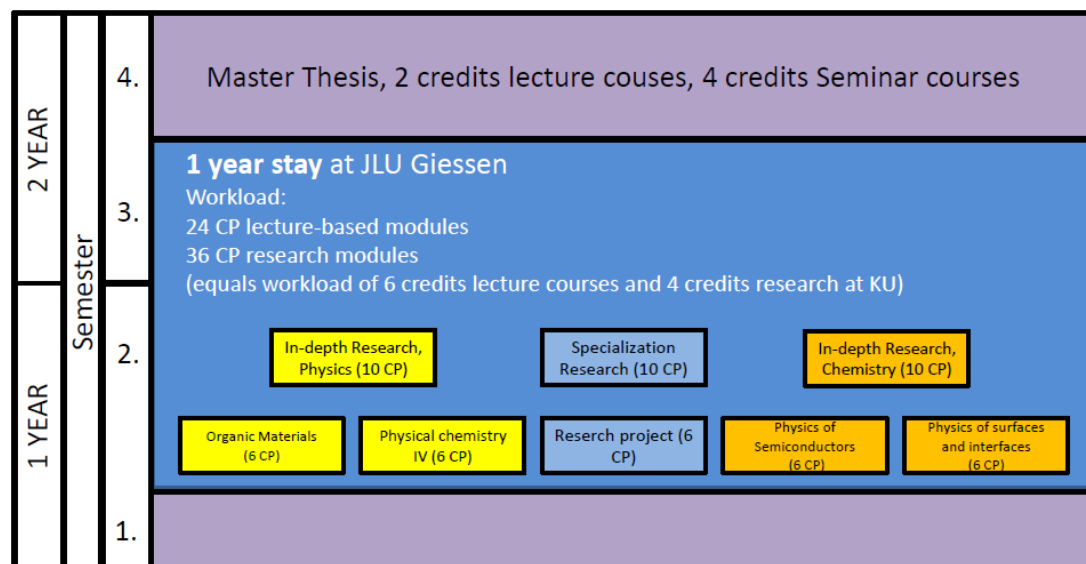 2 YEAR
1 YEAR
Semester
4.
Master Thesis, 2 credits lecture couses, 4 credits Seminar courses
3.
1 year stay at JLU Giessen
Workload:
24 CP lecture-based modules
36 CP research modules
(equals workload of 6 credits lecture courses and 4 credits research at KU)
2.
In-depth Research,
Physics (10 CP)
Specialization
Research (10 CP)
In-depth Research,
Chemistry (10 CP)
Organic Materials
(6 CP)
Physical chemistry
IV (6 CP)
Reserch project (6
CP)
Physics of
Semiconductors
(6 CP)
Physics of surfaces
and interfaces
(6 CP)
1.